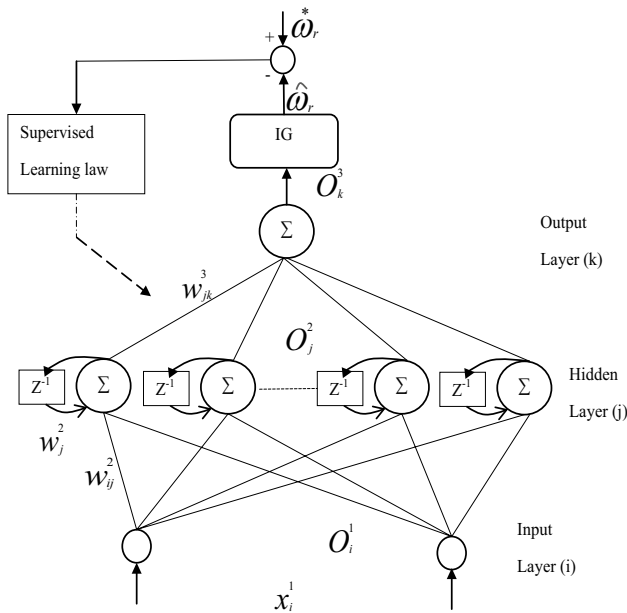 ω*r
+
-
ω̂r
IG
Supervised
Learning law
O³k
Σ
Output
Layer (k)
w³jk
O²j
Z⁻¹ Σ Z⁻¹ Σ Z⁻¹ Σ Z⁻¹ Σ
Hidden
Layer (j)
w²j
w²ij
O¹i
Input
Layer (i)
x¹i